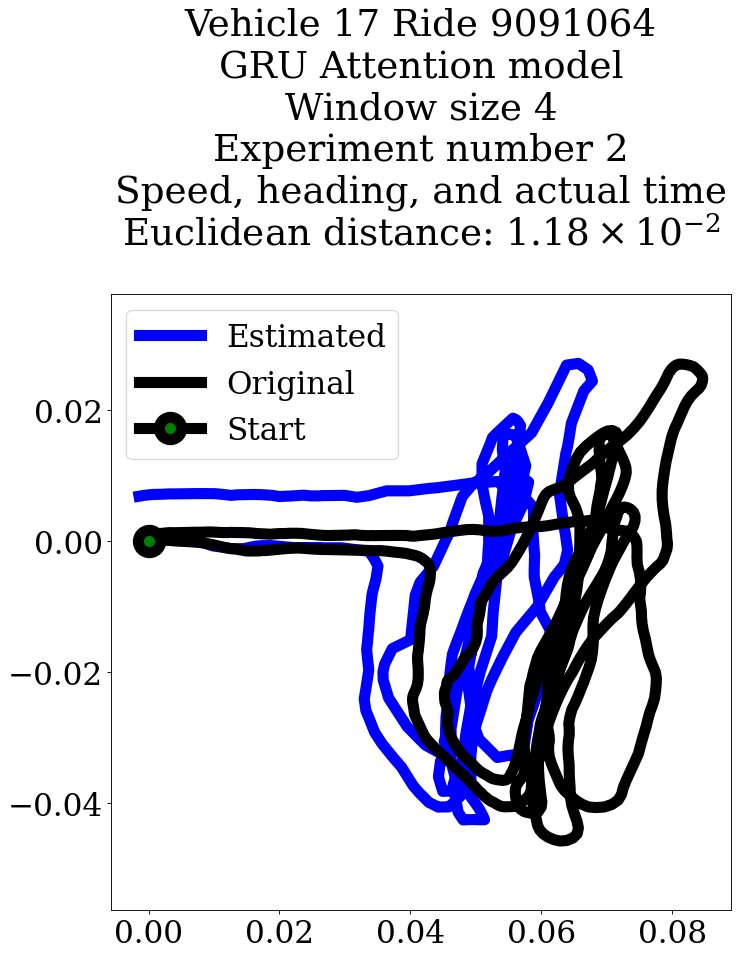 Vehicle 17 Ride 9091064
GRU Attention model
Window size 4
Experiment number 2
Speed, heading, and actual time
Euclidean distance: 1.18 × 10⁻²
Estimated
Original
Start
0.02
0.00
−0.02
−0.04
0.00 0.02 0.04 0.06 0.08